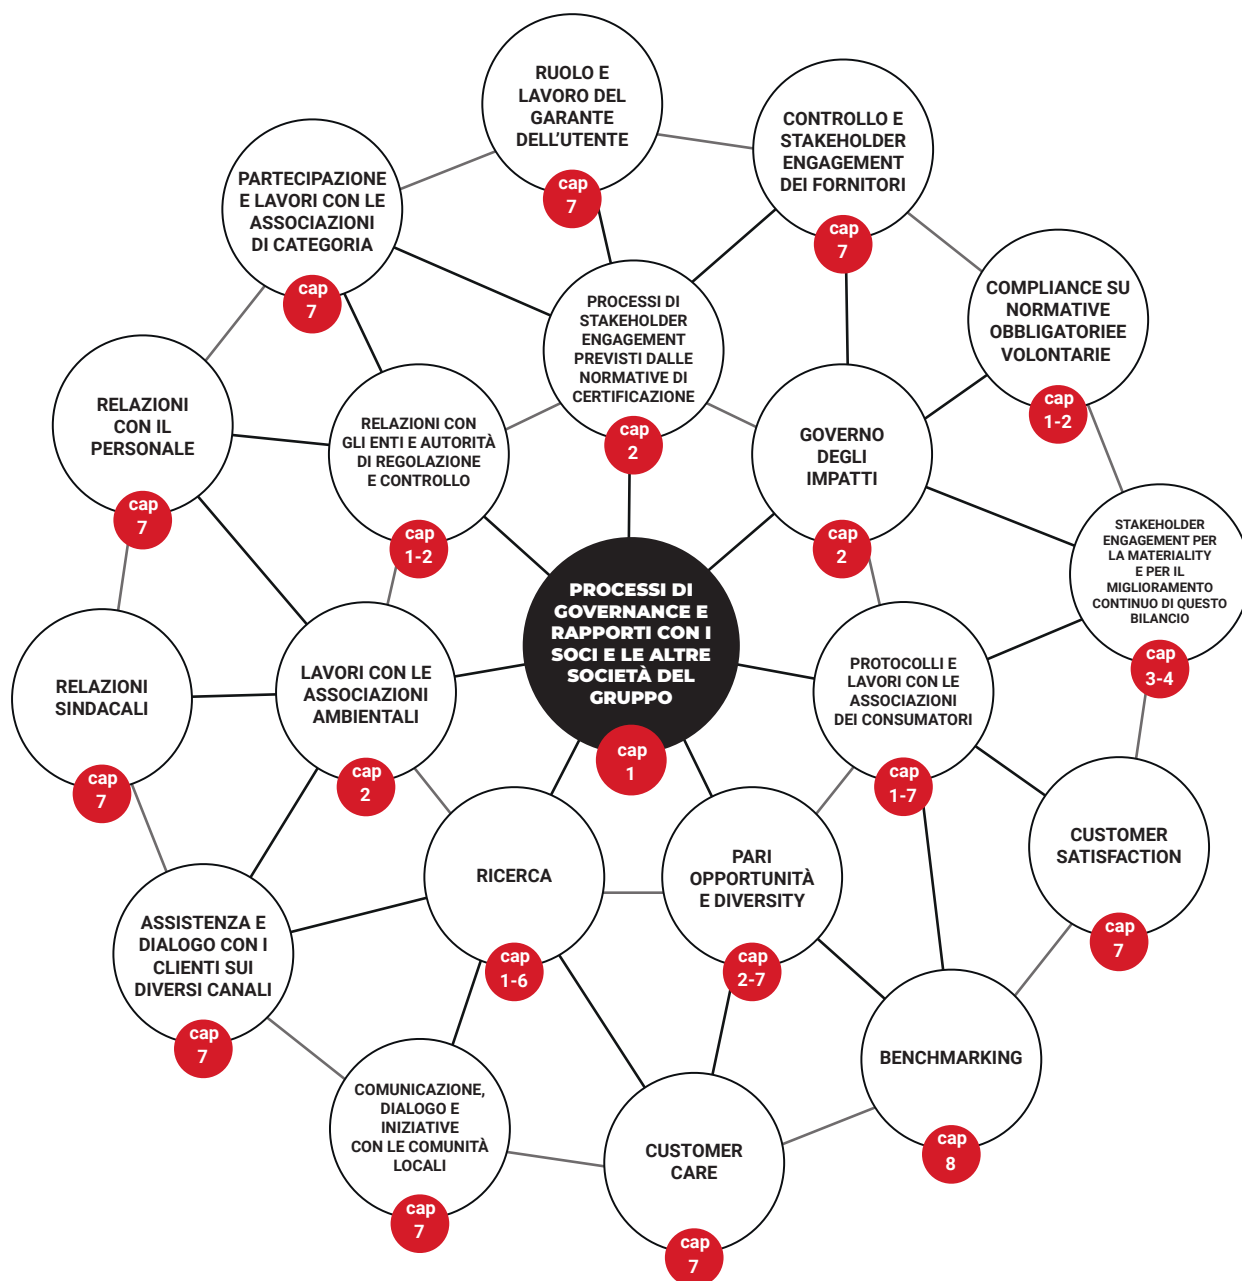 RUOLO E
LAVORO DEL
GARANTE
DELL'UTENTE
cap
7
CONTROLLO E
STAKEHOLDER
ENGAGEMENT
DEI FORNITORI
cap
7
PARTECIPAZIONE
E LAVORI CON LE
ASSOCIAZIONI
DI CATEGORIA
cap
7
COMPLIANCE SU
NORMATIVE
OBBLIGATORIEE
VOLONTARIE
cap
1-2
PROCESSI DI
STAKEHOLDER
ENGAGEMENT
PREVISTI DALLE
NORMATIVE DI
CERTIFICAZIONE
cap
2
RELAZIONI
CON IL
PERSONALE
cap
7
RELAZIONI CON
GLI ENTI E AUTORITÀ
DI REGOLAZIONE
E CONTROLLO
cap
1-2
GOVERNO
DEGLI
IMPATTI
cap
2
STAKEHOLDER
ENGAGEMENT PER
LA MATERIALITY
E PER IL
MIGLIORAMENTO
CONTINUO DI QUESTO
BILANCIO
cap
3-4
PROCESSI DI
GOVERNANCE E
RAPPORTI CON I
SOCI E LE ALTRE
SOCIETÀ DEL
GRUPPO
cap
1
RELAZIONI
SINDACALI
cap
7
LAVORI CON LE
ASSOCIAZIONI
AMBIENTALI
cap
2
PROTOCOLLI E
LAVORI CON LE
ASSOCIAZIONI
DEI CONSUMATORI
cap
1-7
CUSTOMER
SATISFACTION
cap
7
RICERCA
cap
1-6
PARI
OPPORTUNITÀ
E DIVERSITY
cap
2-7
ASSISTENZA E
DIALOGO CON I
CLIENTI SUI
DIVERSI CANALI
cap
7
BENCHMARKING
cap
8
COMUNICAZIONE,
DIALOGO E
INIZIATIVE
CON LE COMUNITÀ
LOCALI
cap
7
CUSTOMER
CARE
cap
7